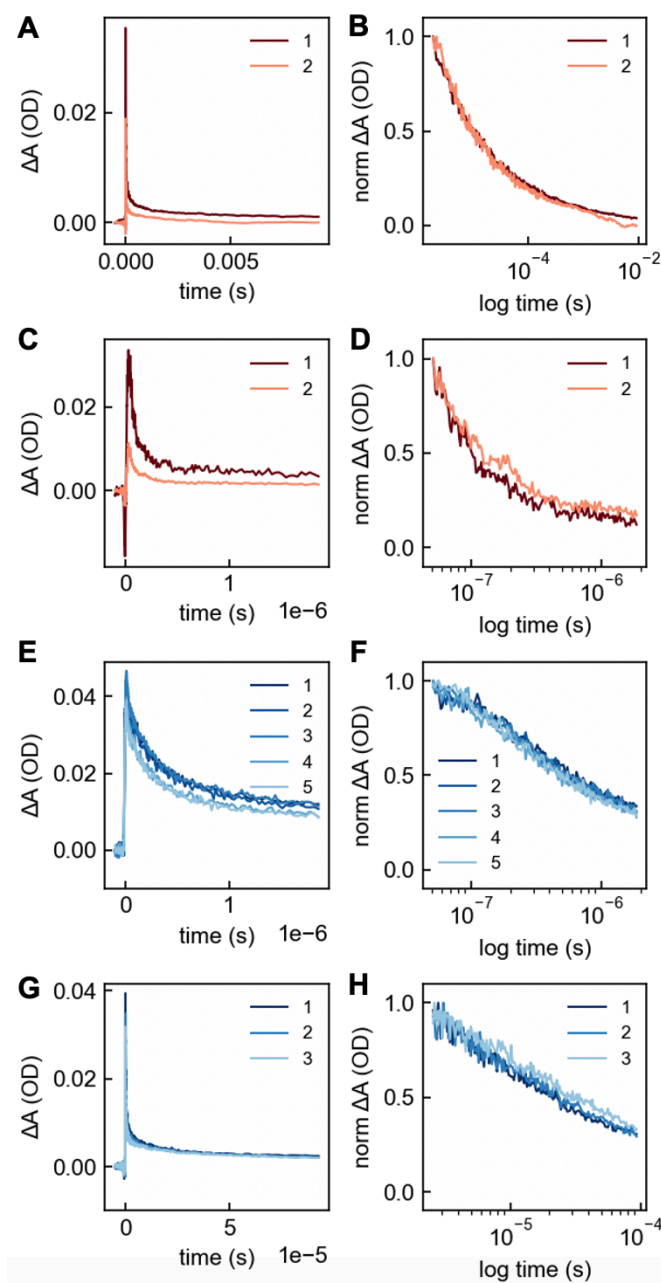 A
ΔA (OD)
0.02
0.00
1
2
0.000 0.005
time (s)
B
norm ΔA (OD)
1.0
0.5
0.0
1
2
10⁻⁴ 10⁻²
log time (s)
C
ΔA (OD)
0.02
0.00
1
2
0 1
time (s) 1e-6
D
norm ΔA (OD)
1.0
0.5
0.0
1
2
10⁻⁷ 10⁻⁶
log time (s)
E
ΔA (OD)
0.04
0.02
0.00
1
2
3
4
5
0 1
time (s) 1e-6
F
norm ΔA (OD)
1.0
0.5
0.0
1
2
3
4
5
10⁻⁷ 10⁻⁶
log time (s)
G
ΔA (OD)
0.04
0.02
0.00
1
2
3
0 5
time (s) 1e-5
H
norm ΔA (OD)
1.0
0.5
0.0
1
2
3
10⁻⁵ 10⁻⁴
log time (s)